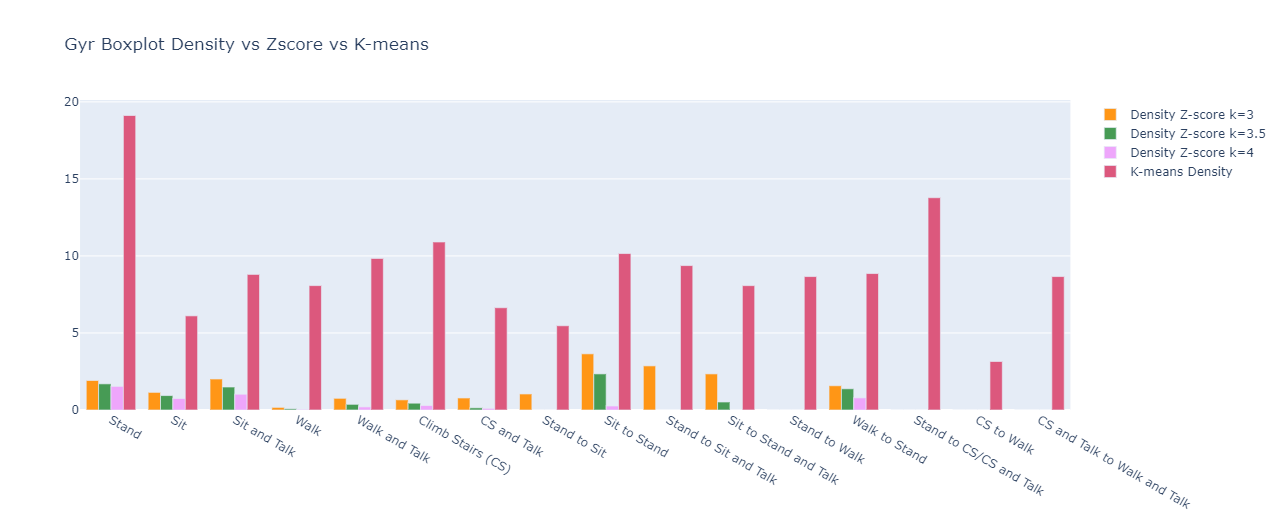 Gyr Boxplot Density vs Zscore vs K-means
20
15
10
5
0
Density Z-score k=3
Density Z-score k=3.5
Density Z-score k=4
K-means Density
Stand
Sit
Sit and Talk
Walk
Walk and Talk
Climb Stairs (CS)
CS and Talk
Stand to Sit
Sit to Stand
Stand to Sit and Talk
Sit to Stand and Talk
Stand to Walk
Walk to Stand
Stand to CS/CS and Talk
CS to Walk
CS and Talk to Walk and Talk